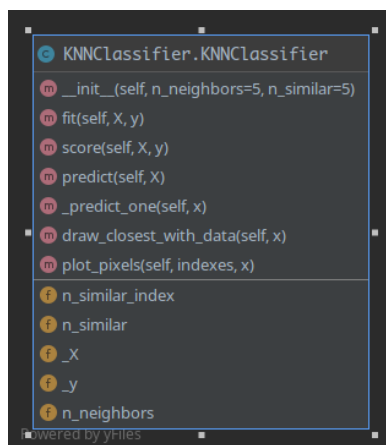 C KNNClassifier.KNNClassifier
m __init__(self, n_neighbors=5, n_similar=5)
m fit(self, X, y)
m score(self, X, y)
m predict(self, X)
m _predict_one(self, x)
m draw_closest_with_data(self, x)
m plot_pixels(self, indexes, x)
f n_similar_index
f n_similar
f _X
f _y
f n_neighbors
Powered by yFiles